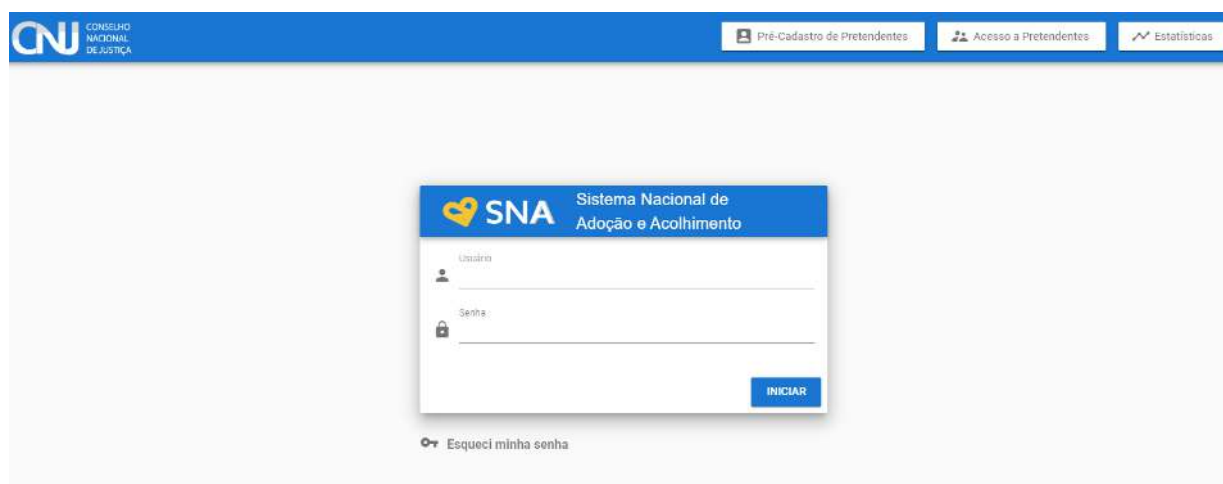 CNJ
CONSELHO
NACIONAL
DE JUSTIÇA
Pré-Cadastro de Pretendentes
Acesso a Pretendentes
Estatísticas
SNA
Sistema Nacional de
Adoção e Acolhimento
Usuário
Senha
INICIAR
Esqueci minha senha